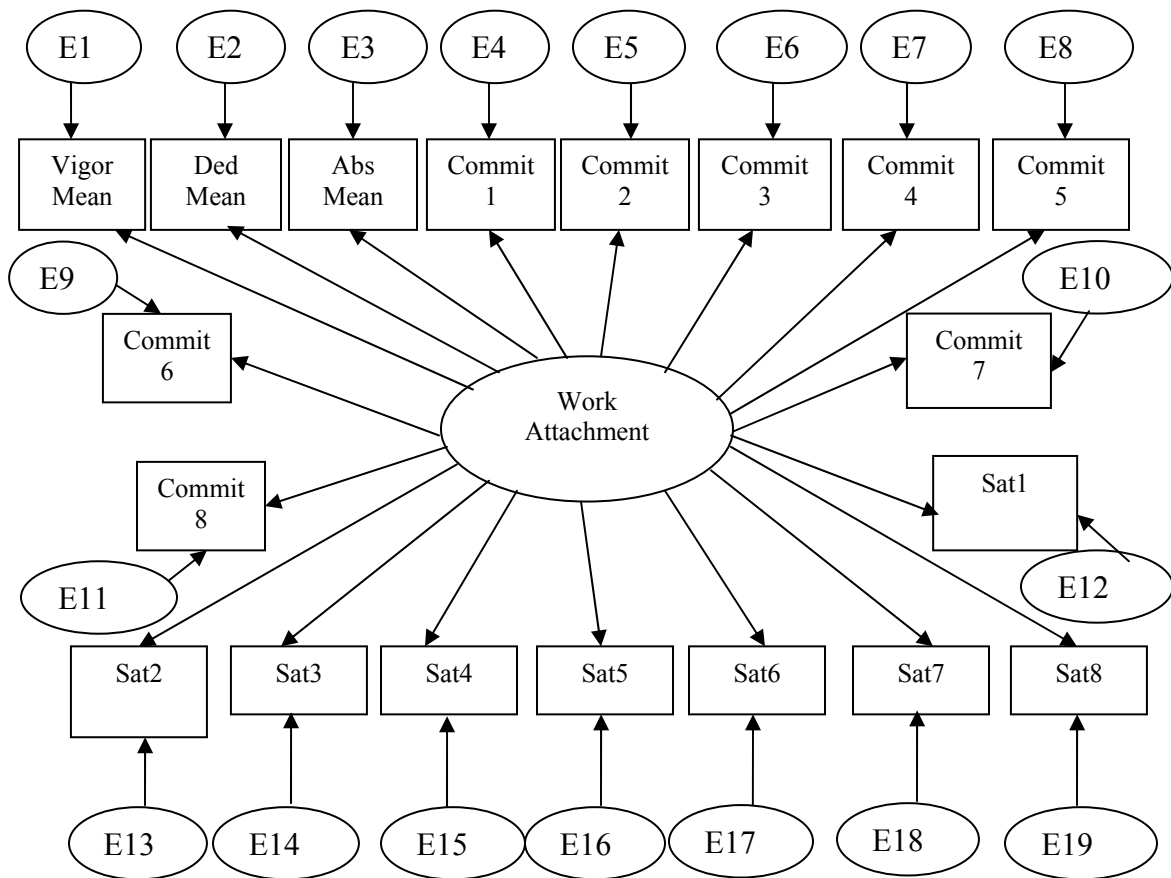 E1
E2
E3
E4
E5
E6
E7
E8
Vigor
Mean
Ded
Mean
Abs
Mean
Commit
1
Commit
2
Commit
3
Commit
4
Commit
5
E9
E10
Commit
6
Commit
7
Work
Attachment
Commit
8
Sat1
E11
E12
Sat2
Sat3
Sat4
Sat5
Sat6
Sat7
Sat8
E13
E14
E15
E16
E17
E18
E19